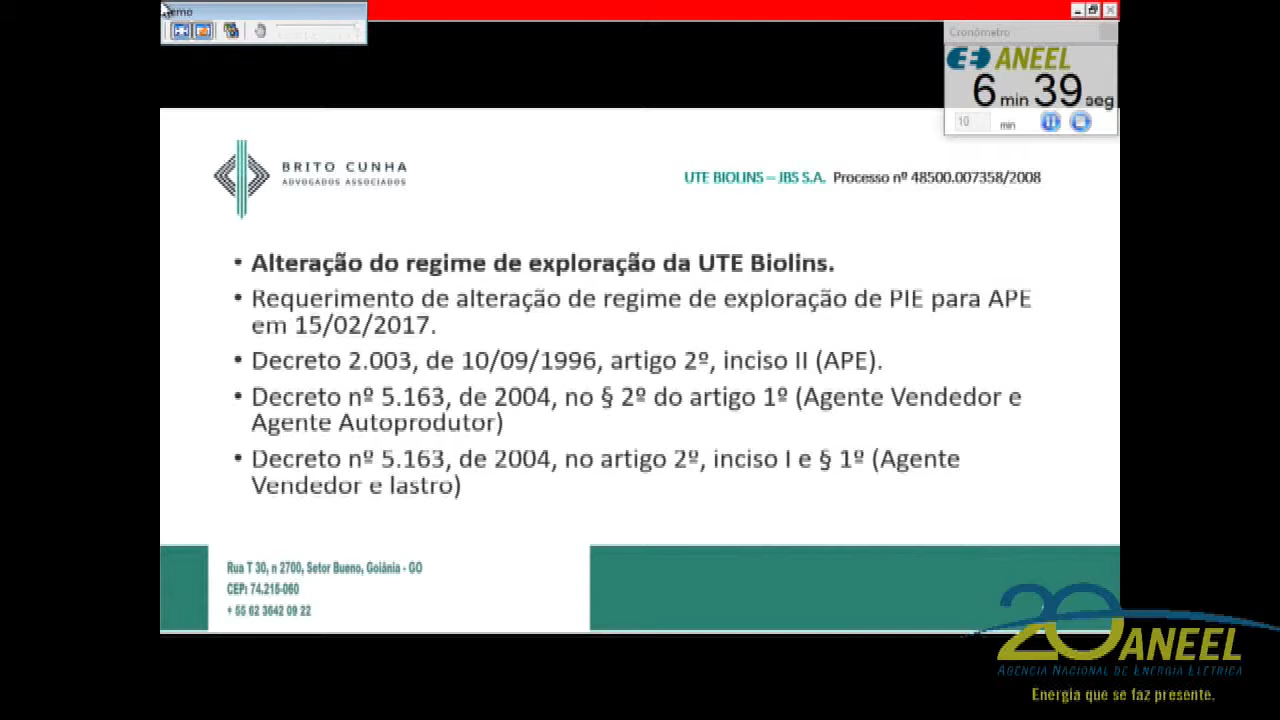 emo
Cronômetro
ANEEL
6 min 39 seg
10 min
BRITO CUNHA
ADVOGADOS ASSOCIADOS
UTE BIOLINS – JBS S.A. Processo nº 48500.007358/2008
• Alteração do regime de exploração da UTE Biolins.
• Requerimento de alteração de regime de exploração de PIE para APE
em 15/02/2017.
• Decreto 2.003, de 10/09/1996, artigo 2º, inciso II (APE).
• Decreto nº 5.163, de 2004, no § 2º do artigo 1º (Agente Vendedor e
Agente Autoprodutor)
• Decreto nº 5.163, de 2004, no artigo 2º, inciso I e § 1º (Agente
Vendedor e lastro)
Rua T 30, n 2700, Setor Bueno, Goiânia - GO
CEP: 74.215-060
+ 55 62 3642 09 22
20 ANEEL
AGÊNCIA NACIONAL DE ENERGIA ELÉTRICA
Energia que se faz presente.